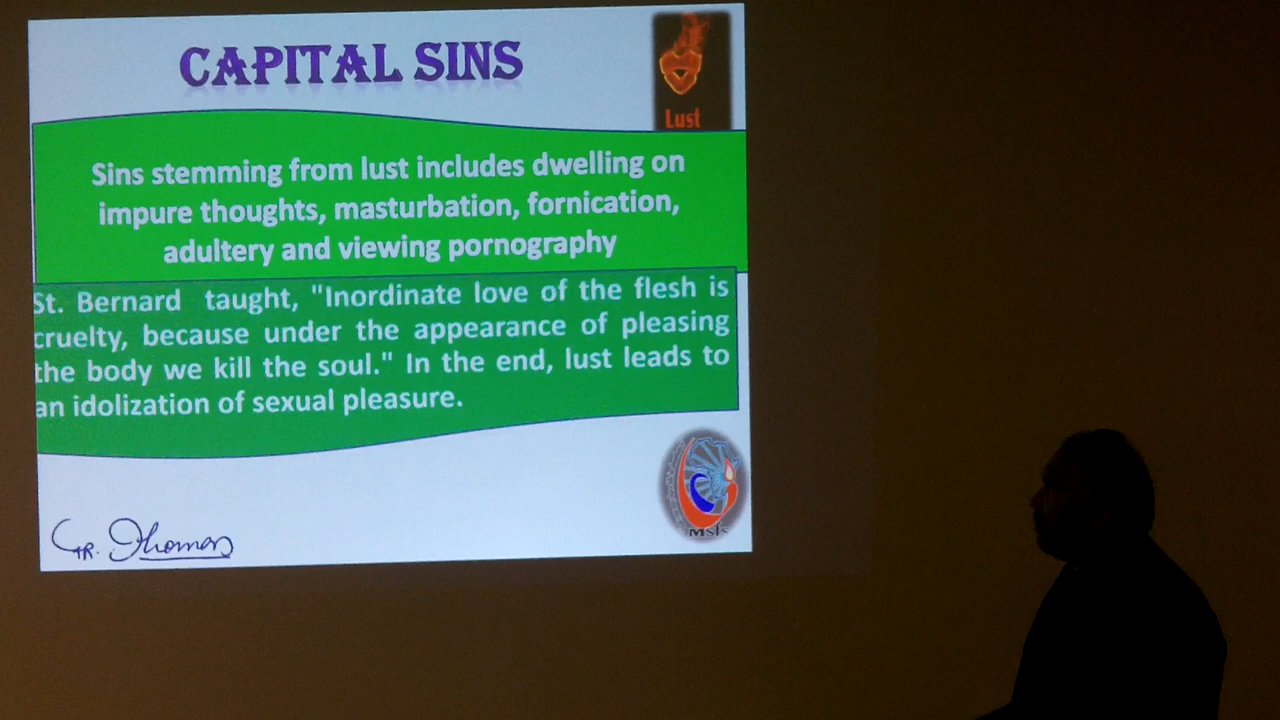 CAPITAL SINS
Lust
Sins stemming from lust includes dwelling on
impure thoughts, masturbation, fornication,
adultery and viewing pornography
St. Bernard taught, "Inordinate love of the flesh is
cruelty, because under the appearance of pleasing
the body we kill the soul." In the end, lust leads to
an idolization of sexual pleasure.
Thomas